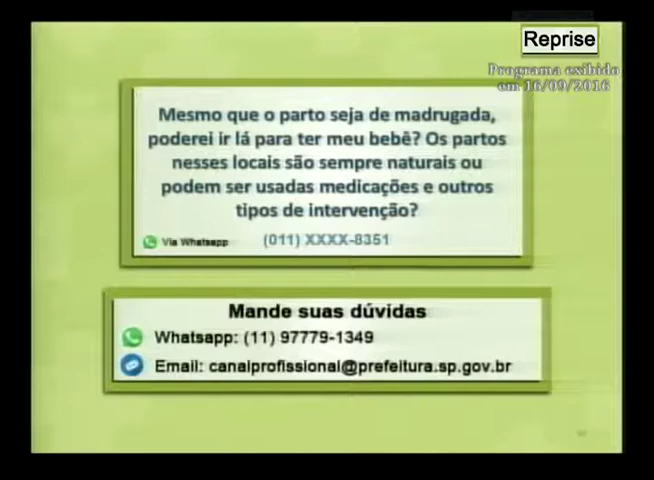 Reprise
Programa exibido
em 16/09/2016
Mesmo que o parto seja de madrugada,
poderei ir lá para ter meu bebê? Os partos
nesses locais são sempre naturais ou
podem ser usadas medicações e outros
tipos de intervenção?
Via Whatsapp (011) XXXX-8351
Mande suas dúvidas
Whatsapp: (11) 97779-1349
Email: canalprofissional@prefeitura.sp.gov.br